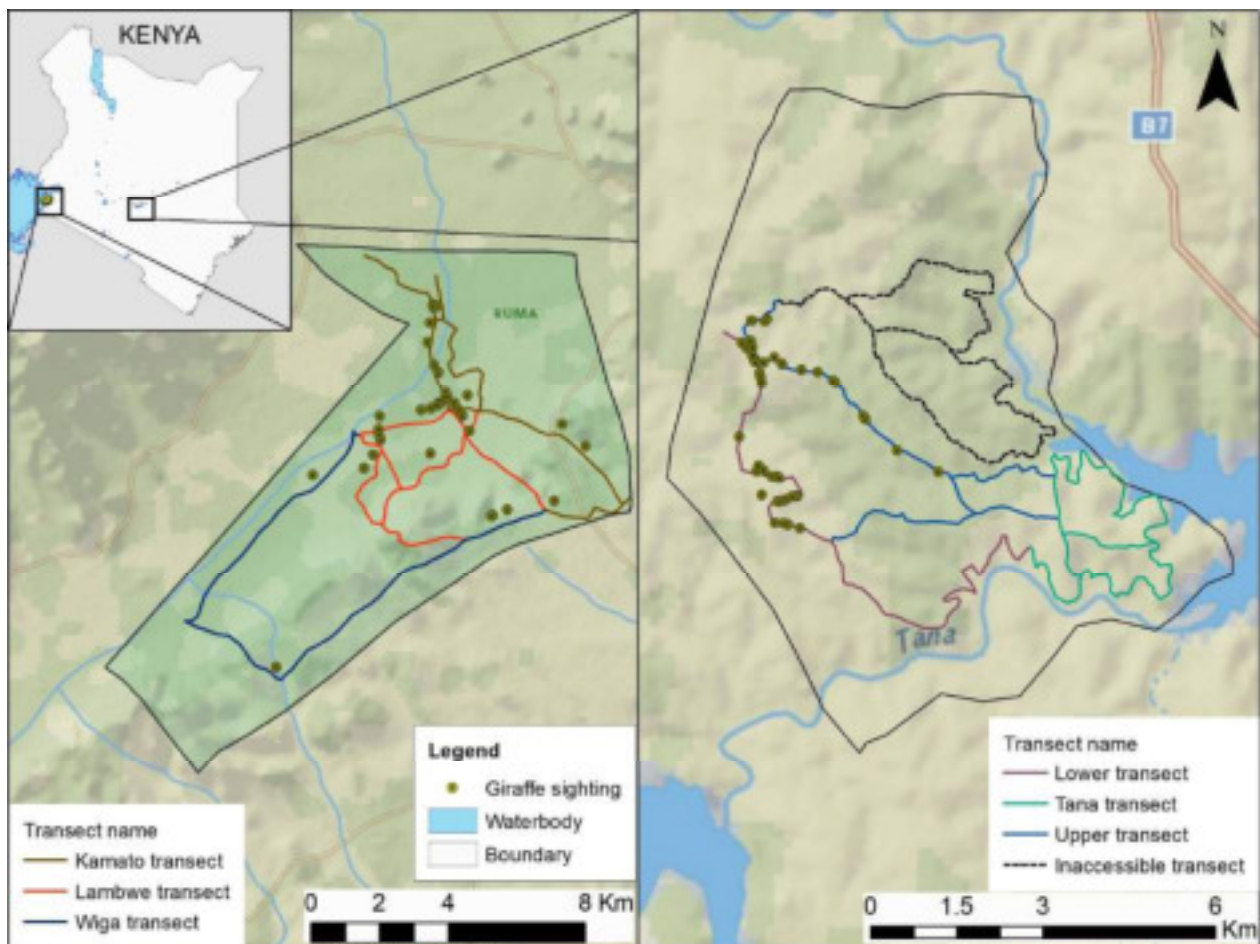 KENYA
N
B7
RUMA
Tana
Legend
Giraffe sighting
Waterbody
Boundary
Transect name
Kamato transect
Lambwe transect
Wiga transect
0 2 4 8 Km
Transect name
Lower transect
Tana transect
Upper transect
Inaccessible transect
0 1.5 3 6
Km